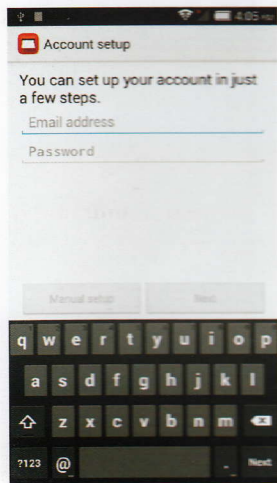 4:05 PM
Account setup
You can set up your account in just
a few steps.
Email address
Password
Manual setup Next
q w e r t y u i o p
a s d f g h j k l
z x c v b n m
?123 @ . Next